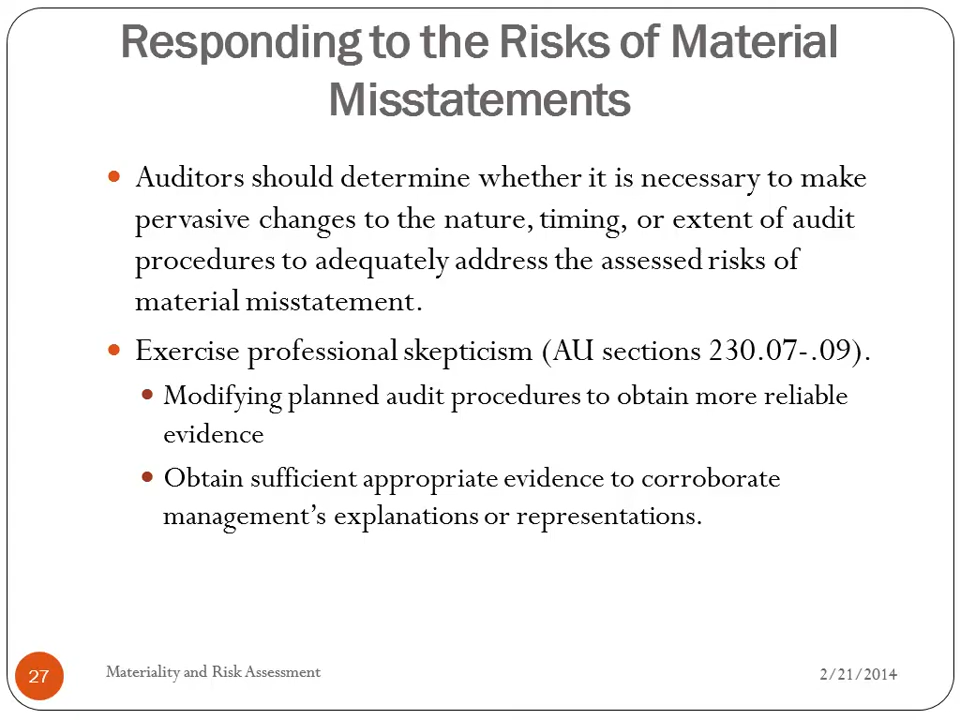 Responding to the Risks of Material
Misstatements
• Auditors should determine whether it is necessary to make
pervasive changes to the nature, timing, or extent of audit
procedures to adequately address the assessed risks of
material misstatement.
• Exercise professional skepticism (AU sections 230.07-.09).
• Modifying planned audit procedures to obtain more reliable
evidence
• Obtain sufficient appropriate evidence to corroborate
management’s explanations or representations.
27
Materiality and Risk Assessment
2/21/2014